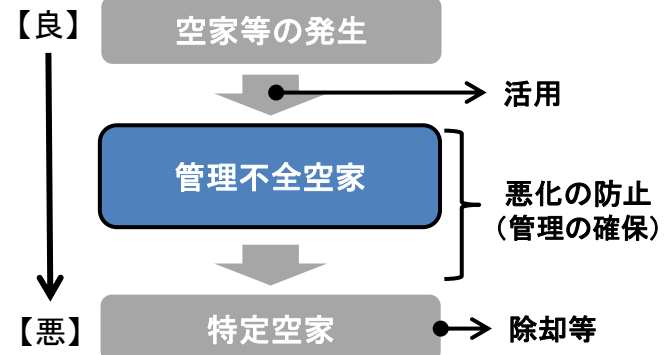 【良】
空家等の発生
活用
管理不全空家
悪化の防止
（管理の確保）
【悪】
特定空家
除却等